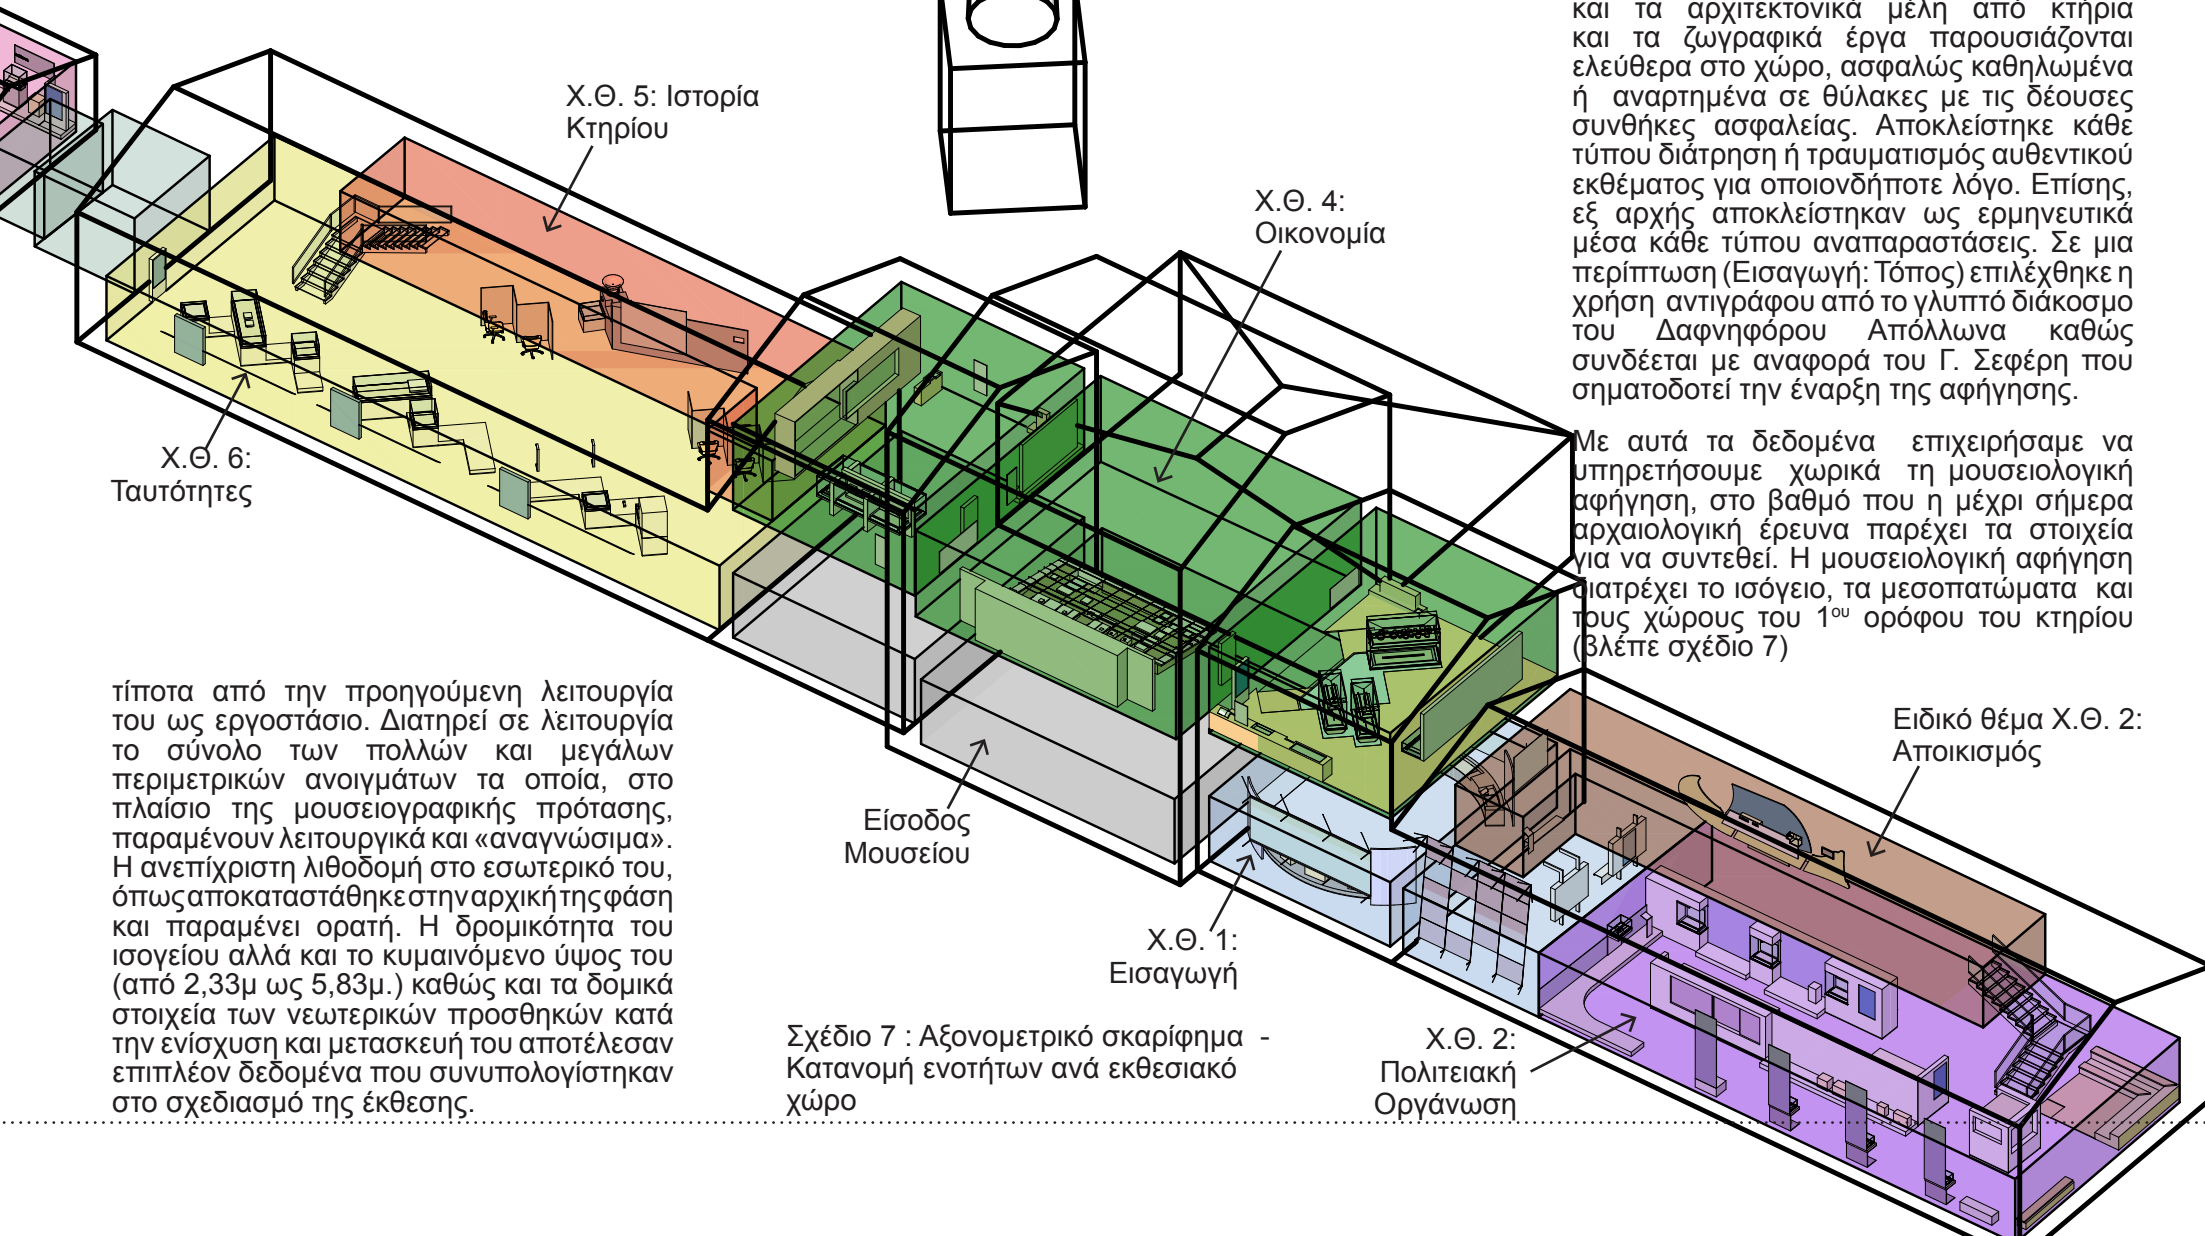 Χ.Θ. 5: Ιστορία
Κτηρίου
Χ.Θ. 4:
Οικονομία
Χ.Θ. 6:
Ταυτότητες
τίποτα από την προηγούμενη λειτουργία
του ως εργοστάσιο. Διατηρεί σε λειτουργία
το σύνολο των πολλών και μεγάλων
περιμετρικών ανοιγμάτων τα οποία, στο
πλαίσιο της μουσειογραφικής πρότασης,
παραμένουν λειτουργικά και «αναγνώσιμα».
Η ανεπίχριστη λιθοδομή στο εσωτερικό του,
όπως αποκαταστάθηκε στην αρχική της φάση
και παραμένει ορατή. Η δρομικότητα του
ισογείου αλλά και το κυμαινόμενο ύψος του
(από 2,33μ ως 5,83μ.) καθώς και τα δομικά
στοιχεία των νεωτερικών προσθηκών κατά
την ενίσχυση και μετασκευή του αποτέλεσαν
επιπλέον δεδομένα που συνυπολογίστηκαν
στο σχεδιασμό της έκθεσης.
Είσοδος
Μουσείου
Χ.Θ. 1:
Εισαγωγή
Σχέδιο 7 : Αξονομετρικό σκαρίφημα -
Κατανομή ενοτήτων ανά εκθεσιακό
χώρο
Χ.Θ. 2:
Πολιτειακή
Οργάνωση
Ειδικό θέμα Χ.Θ. 2:
Αποικισμός
και τα αρχιτεκτονικά μέλη από κτήρια
και τα ζωγραφικά έργα παρουσιάζονται
ελεύθερα στο χώρο, ασφαλώς καθηλωμένα
ή αναρτημένα σε θύλακες με τις δέουσες
συνθήκες ασφαλείας. Αποκλείστηκε κάθε
τύπου διάτρηση ή τραυματισμός αυθεντικού
εκθέματος για οποιονδήποτε λόγο. Επίσης,
εξ αρχής αποκλείστηκαν ως ερμηνευτικά
μέσα κάθε τύπου αναπαραστάσεις. Σε μια
περίπτωση (Εισαγωγή: Τόπος) επιλέχθηκε η
χρήση αντιγράφου από το γλυπτό διάκοσμο
του Δαφνηφόρου Απόλλωνα καθώς
συνδέεται με αναφορά του Γ. Σεφέρη που
σηματοδοτεί την έναρξη της αφήγησης.
Με αυτά τα δεδομένα επιχειρήσαμε να
υπηρετήσουμε χωρικά τη μουσειολογική
αφήγηση, στο βαθμό που η μέχρι σήμερα
αρχαιολογική έρευνα παρέχει τα στοιχεία
για να συντεθεί. Η μουσειολογική αφήγηση
διατρέχει το ισόγειο, τα μεσοπατώματα και
τους χώρους του 1ου ορόφου του κτηρίου
(βλέπε σχέδιο 7)